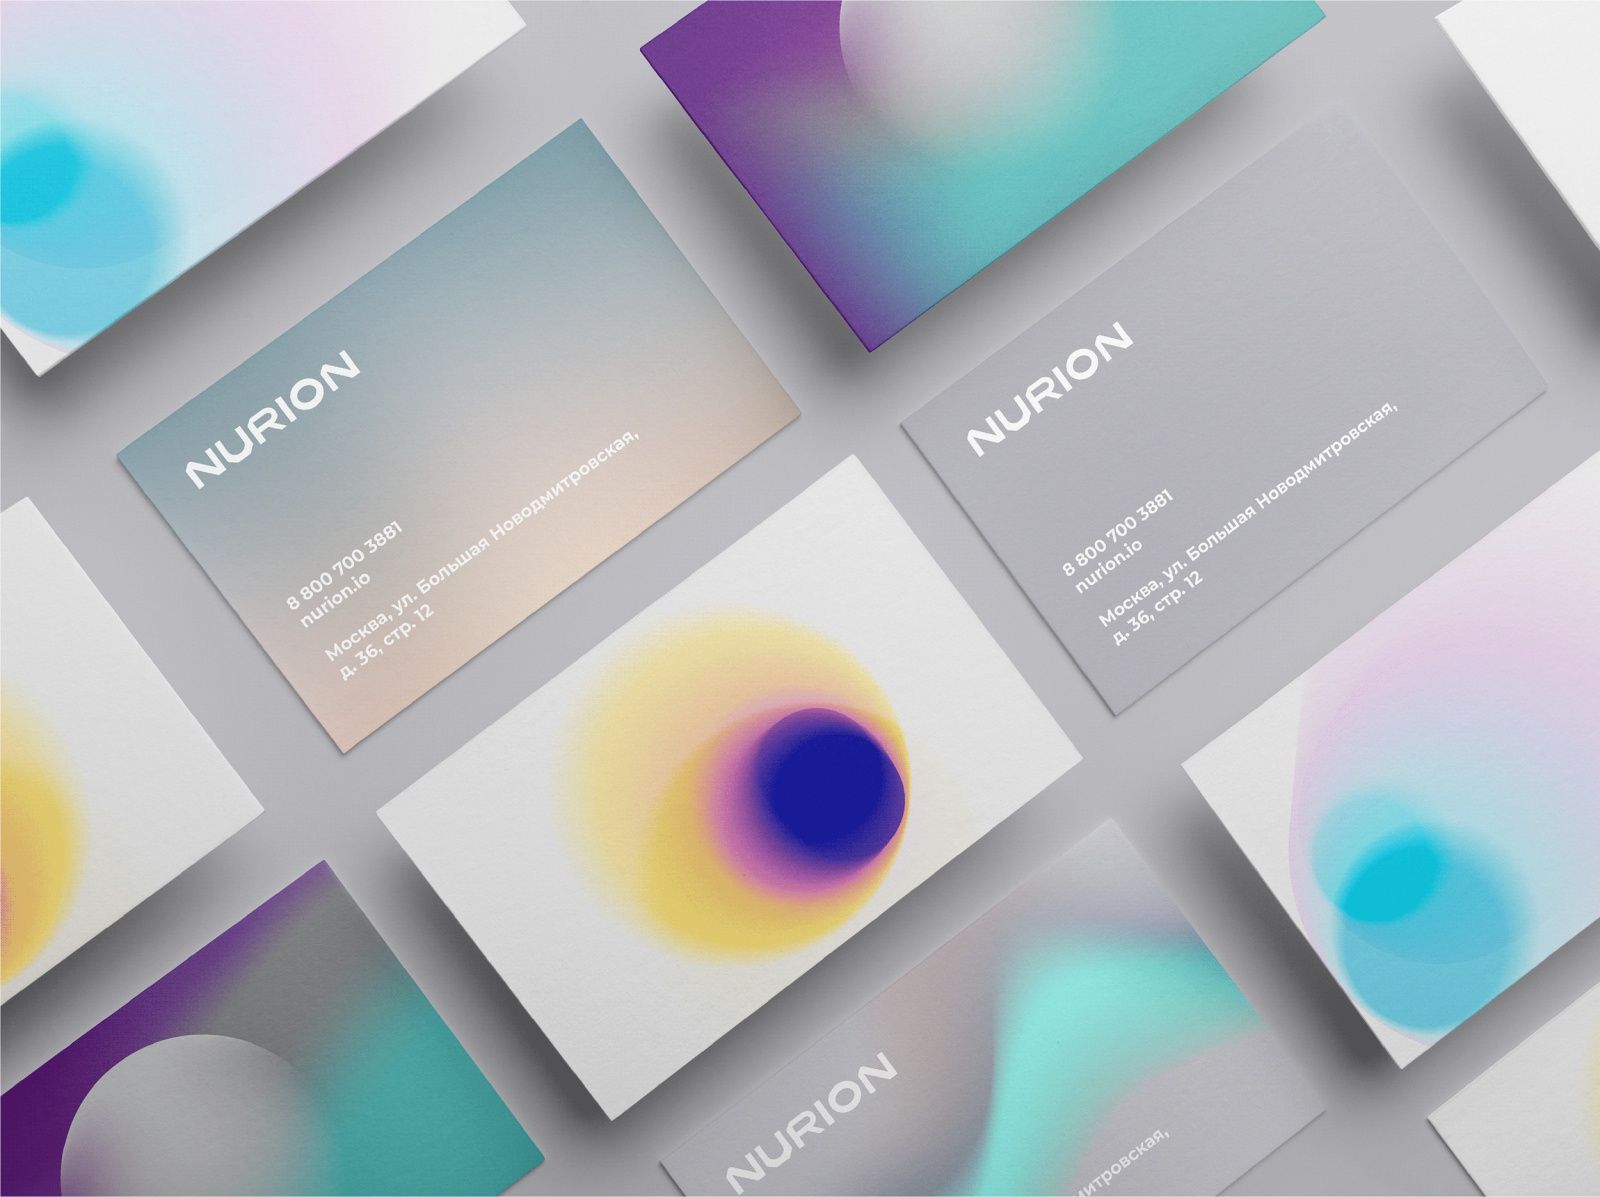 NURION
8 800 700 3881
nurion.io
Москва, ул. Большая Новодмитровская,
д. 36, стр. 12
NURION
8 800 700 3881
nurion.io
Москва, ул. Большая Новодмитровская,
д. 36, стр. 12
NURION
митровская,